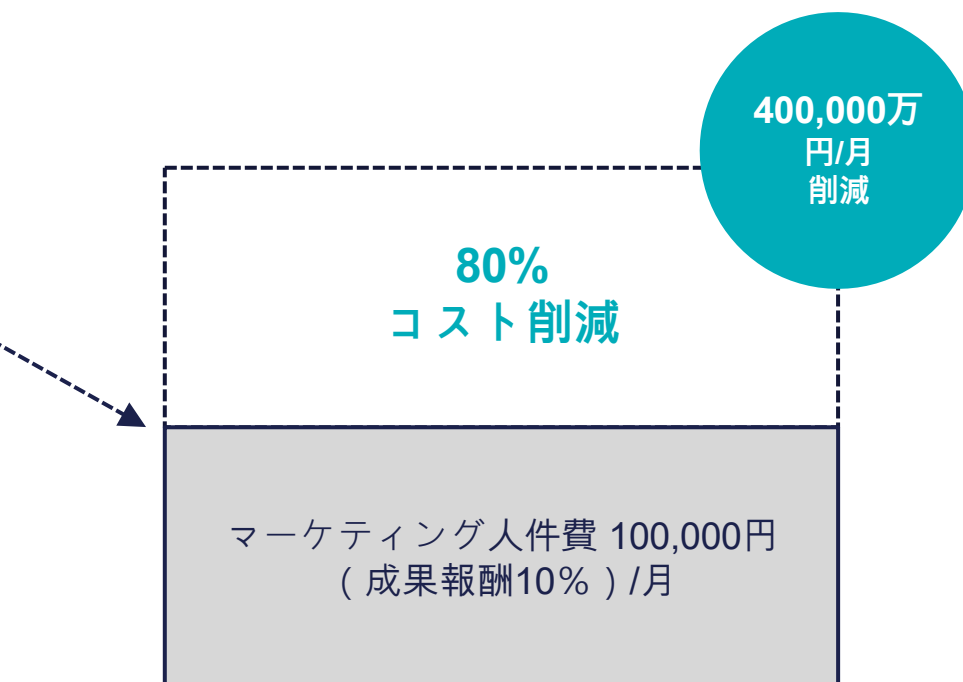 400,000万
円/月
削減
80%
コスト削減
マーケティング人件費 100,000円
(成果報酬10%)/月